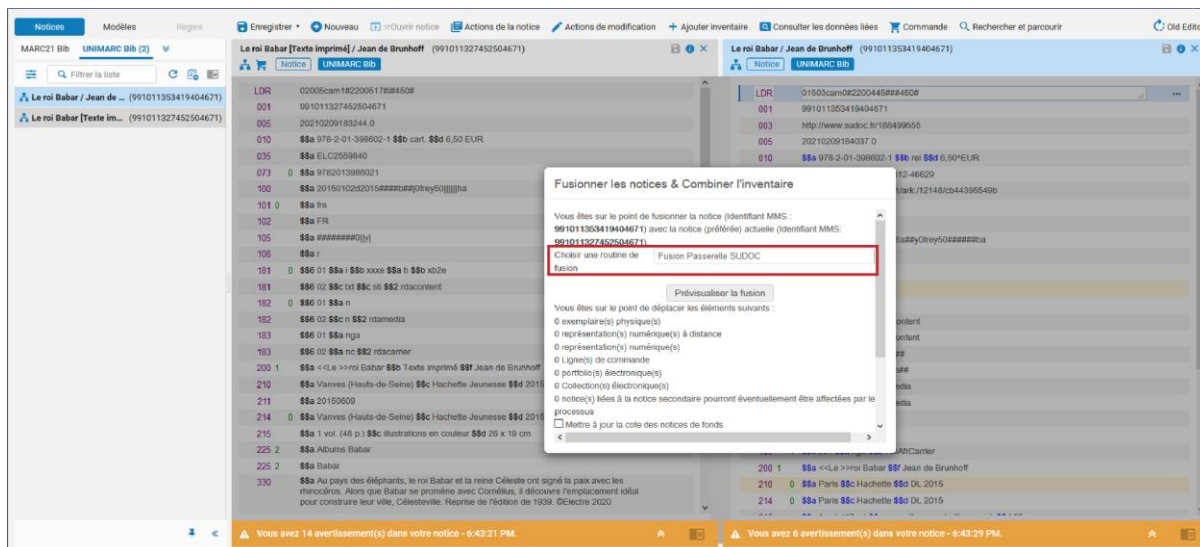 Notices Modèles Règles Enregistrer Nouveau Ouvrir notice Actions de la notice Actions de modification Ajouter inventaire Consulter les données liées Commande Rechercher et parcourir Old Edito
MARC21 Bib UNIMARC Bib (2)
Filtrer la liste
Le roi Babar / Jean de ... (991011353419404671)
Le roi Babar [Texte im... (991011327452504671)
Le roi Babar [Texte imprimé] / Jean de Brunhoff (991011327452504671)
Notice UNIMARC Bib
LDR 02005cam1#2200517#i#450#
001 991011327452504671
005 20210209183244.0
010 $$a 978-2-01-398602-1 $$b cart. $$d 6,50 EUR
035 $$a ELC2559840
073 0 $$a 9782013986021
100 $$a 20150102d2015####b##|0frey50||||||ba
101 0 $$a fre
102 $$a FR
105 $$a ########0||y|
106 $$a r
181 0 $$6 01 $$a i $$b xxxe $$a b $$b xb2e
181 $$6 02 $$c txt $$c sti $$2 rdacontent
182 0 $$6 01 $$a n
182 $$6 02 $$c n $$2 rdamedia
183 $$6 01 $$a nga
183 $$6 02 $$a nc $$2 rdacarrier
200 1 $$a <<Le >>roi Babar $$b Texte imprimé $$f Jean de Brunhoff
210 $$a Vanves (Hauts-de-Seine) $$c Hachette Jeunesse $$d 2015
211 $$a 20150609
214 0 $$a Vanves (Hauts-de-Seine) $$c Hachette Jeunesse $$d 2015
215 $$a 1 vol. (48 p.) $$c illustrations en couleur $$d 26 x 19 cm
225 2 $$a Albums Babar
225 2 $$a Babar
330 $$a Au pays des éléphants, le roi Babar et la reine Céleste ont signé la paix avec les
rhinocéros. Alors que Babar se promène avec Cornélius, il découvre l'emplacement idéal
pour construire leur ville, Célesteville. Reprise de l'édition de 1939. ©Electre 2020
Vous avez 14 avertissement(s) dans votre notice - 6:43:21 PM.
Fusionner les notices & Combiner l'inventaire
Vous êtes sur le point de fusionner la notice (Identifiant MMS :
991011353419404671) avec la notice (préférée) actuelle (Identifiant MMS:
991011327452504671).
Choisir une routine de fusion Fusion Passerelle SUDOC
Prévisualiser la fusion
Vous êtes sur le point de déplacer les éléments suivants :
0 exemplaire(s) physique(s)
0 représentation(s) numérique(s) à distance
0 représentation(s) numérique(s)
0 Ligne(s) de commande
0 portfolio(s) électronique(s)
0 Collection(s) électronique(s)
0 notice(s) liées à la notice secondaire pourront éventuellement être affectées par le
processus
Mettre à jour la cote des notices de fonds
Le roi Babar / Jean de Brunhoff (991011353419404671)
Notice UNIMARC Bib
LDR 01503cam0#2200445###450#
001 991011353419404671
003 http://www.sudoc.fr/188499555
005 20210209184037.0
010 $$a 978-2-01-398602-1 $$b rel $$d 6,50*EUR
12-46629
/ark:/12148/cb44395549b
5a##y0frey50######ba
ontent
ontent
##
s##
edia
edia
AfrCarrier
200 1 $$a <<Le >>roi Babar $$f Jean de Brunhoff
210 0 $$a Paris $$c Hachette $$d DL 2015
214 0 $$a Paris $$c Hachette $$d DL 2015
Vous avez 6 avertissement(s) dans votre notice - 6:43:29 PM.